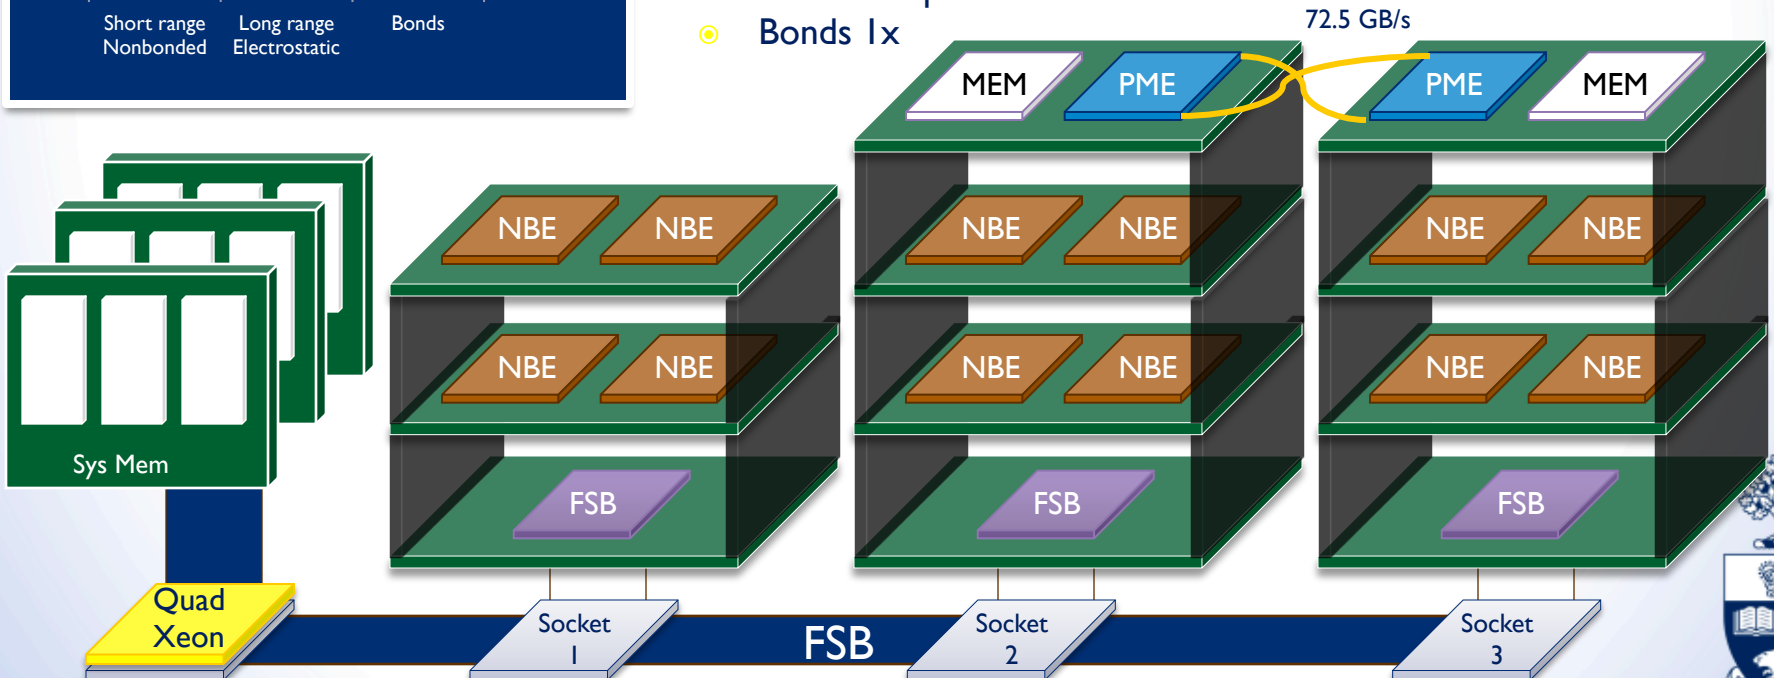 Short range
Nonbonded
Long range
Electrostatic
Bonds
Bonds 1x
72.5 GB/s
MEM
PME
PME
MEM
NBE
NBE
NBE
NBE
NBE
NBE
NBE
NBE
NBE
NBE
NBE
NBE
Sys Mem
FSB
FSB
FSB
Quad
Xeon
Socket
1
FSB
Socket
2
Socket
3